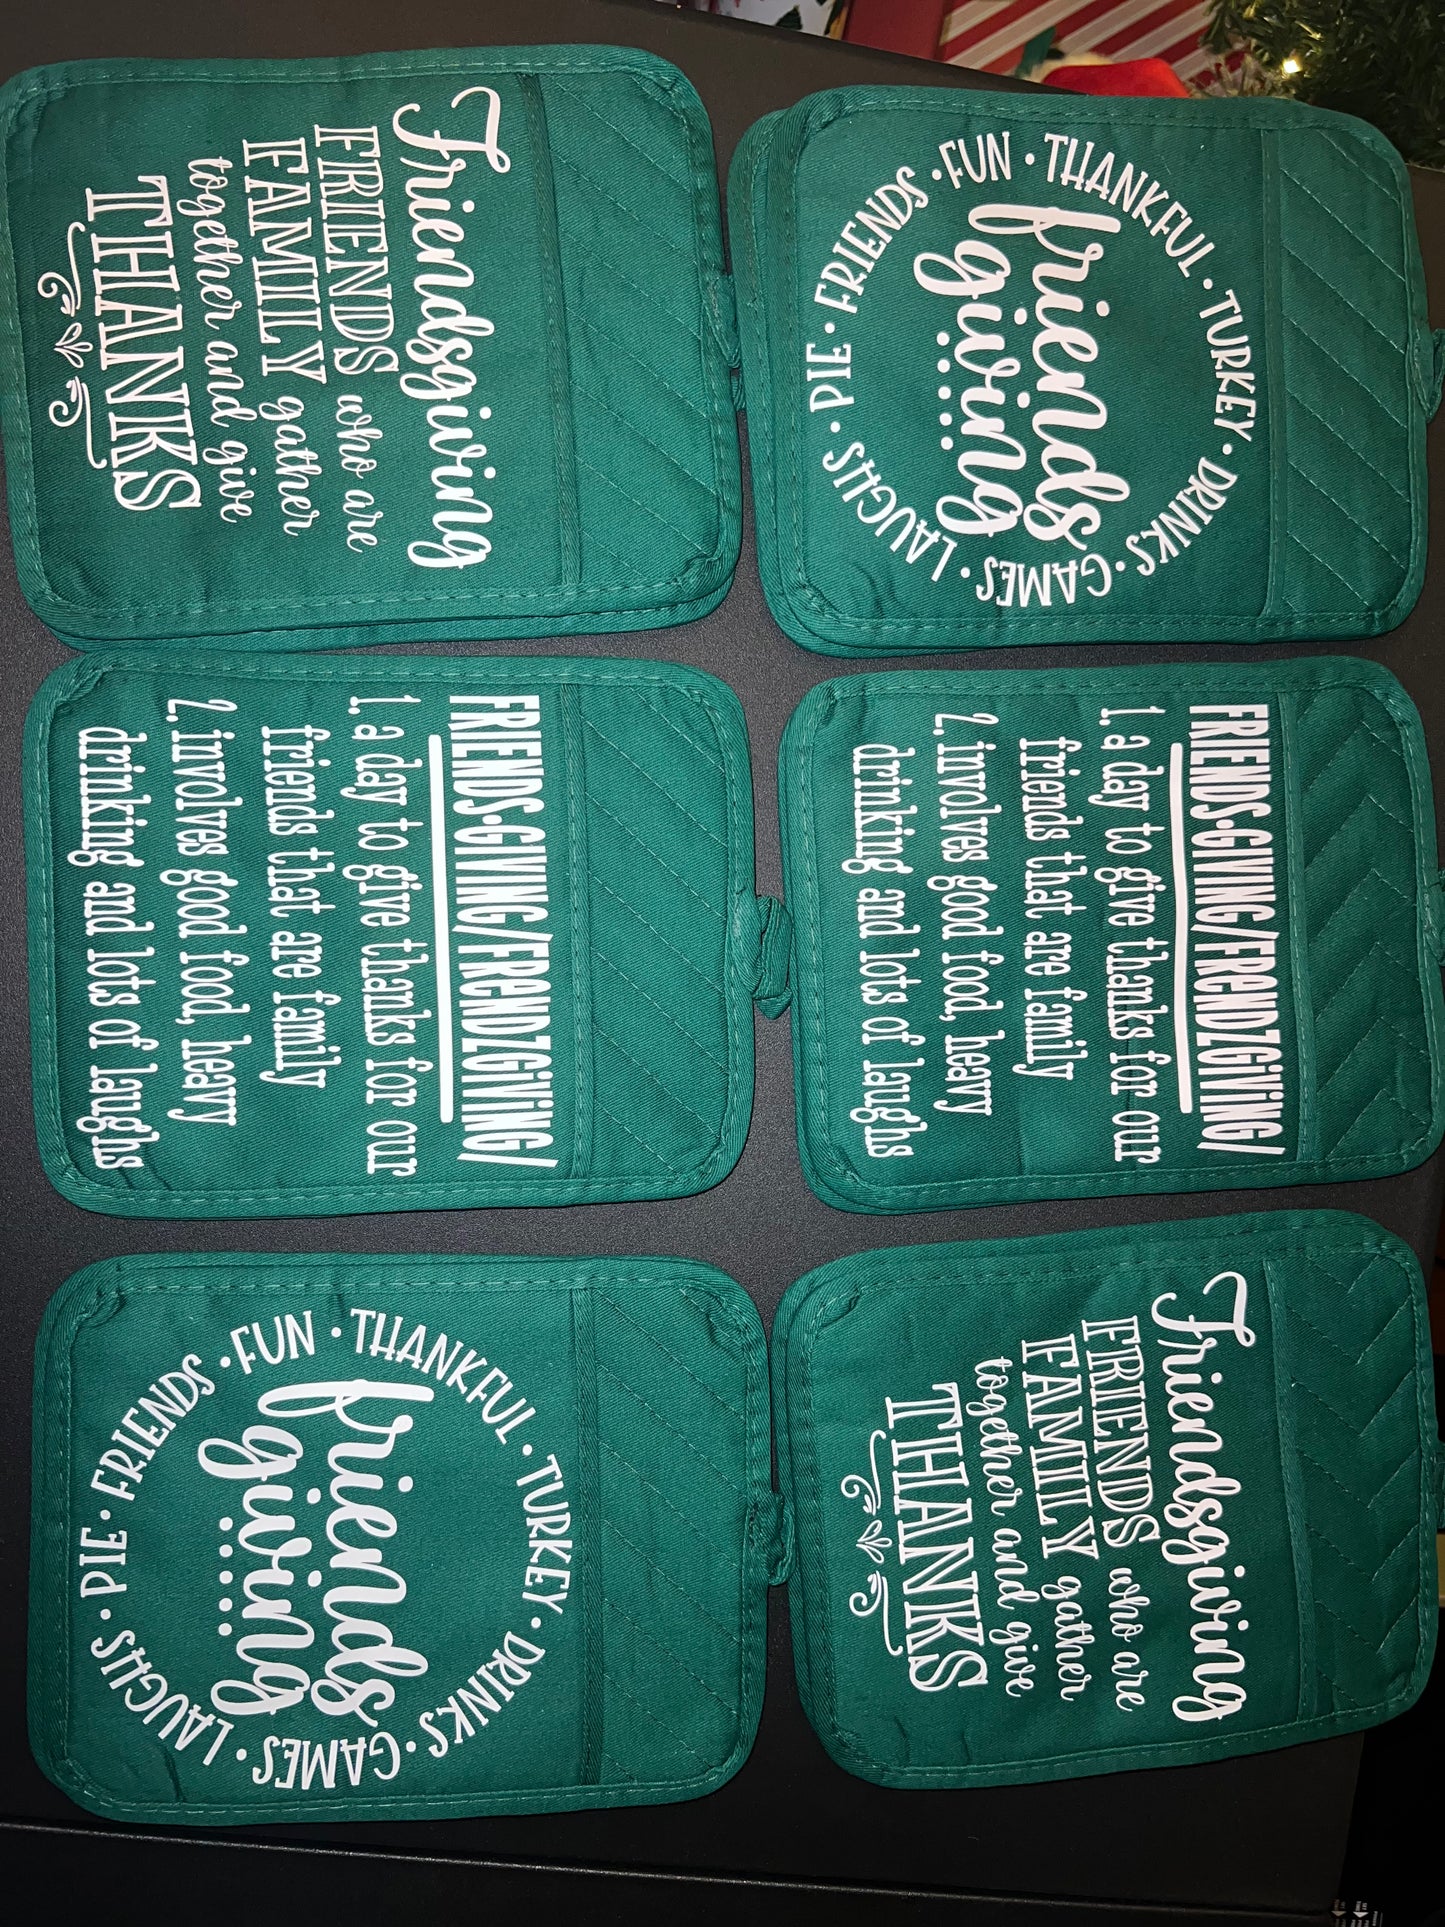 THANKFUL • TURKEY • DRINKS • GAMES • LAUGHS • PIE • FRIENDS • FUN •
friends
giving
FRIENDS•GIVING/FRENDZGIVING/
1. a day to give thanks for our
friends that are family
2. involves good food, heavy
drinking and lots of laughs
Friendsgiving
FRIENDS who are
FAMILY gather
together and give
THANKS
Friendsgiving
FRIENDS who are
FAMILY gather
together and give
THANKS
FRIENDS•GIVING/FRENDZGIVING/
1. a day to give thanks for our
friends that are family
2. involves good food, heavy
drinking and lots of laughs
THANKFUL • TURKEY • DRINKS • GAMES • LAUGHS • PIE • FRIENDS • FUN •
friends
giving